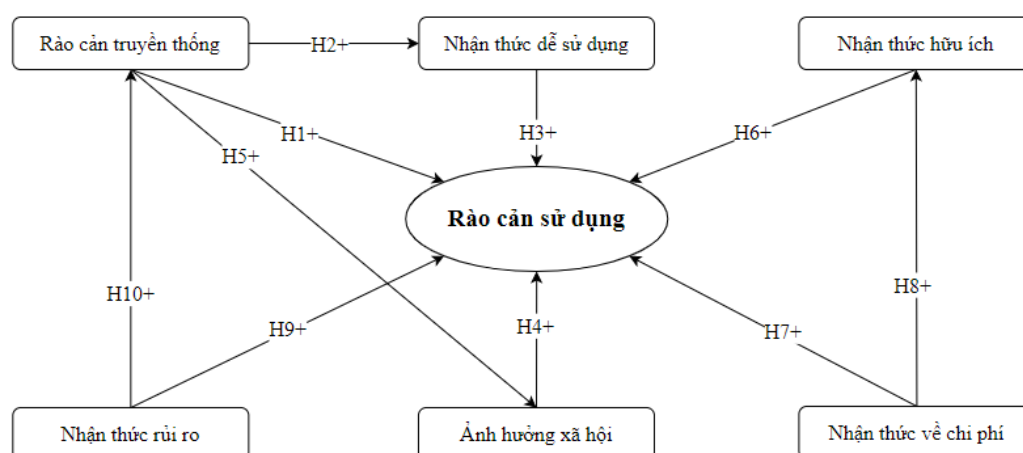 Rào cản truyền thống
H2+
Nhận thức dễ sử dụng
Nhận thức hữu ích
H1+
H3+
H6+
H5+
Rào cản sử dụng
H10+
H8+
H9+
H4+
H7+
Nhận thức rủi ro
Ảnh hưởng xã hội
Nhận thức về chi phí